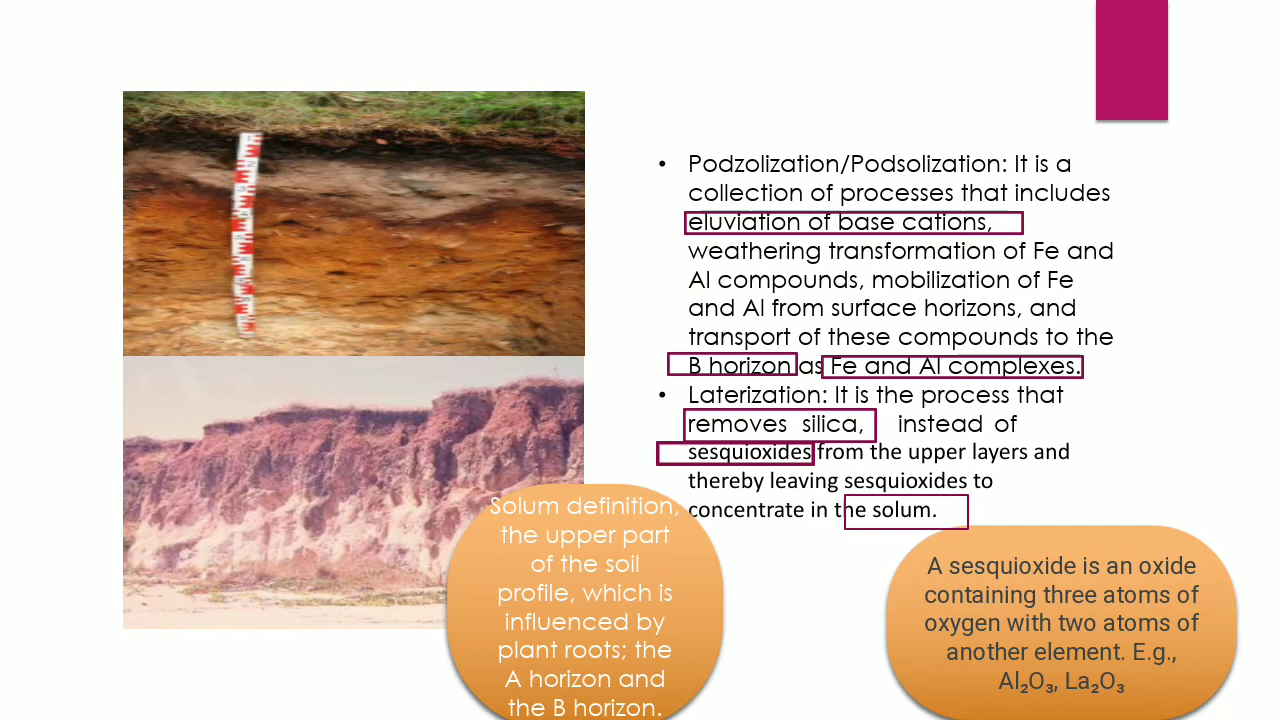 • Podzolization/Podsolization: It is a
collection of processes that includes
eluviation of base cations,
weathering transformation of Fe and
Al compounds, mobilization of Fe
and Al from surface horizons, and
transport of these compounds to the
B horizon as Fe and Al complexes.
• Laterization: It is the process that
removes silica, instead of
sesquioxides from the upper layers and
thereby leaving sesquioxides to
concentrate in the solum.
Solum definition,
the upper part
of the soil
profile, which is
influenced by
plant roots; the
A horizon and
the B horizon.
A sesquioxide is an oxide
containing three atoms of
oxygen with two atoms of
another element. E.g.,
Al₂O₃, La₂O₃